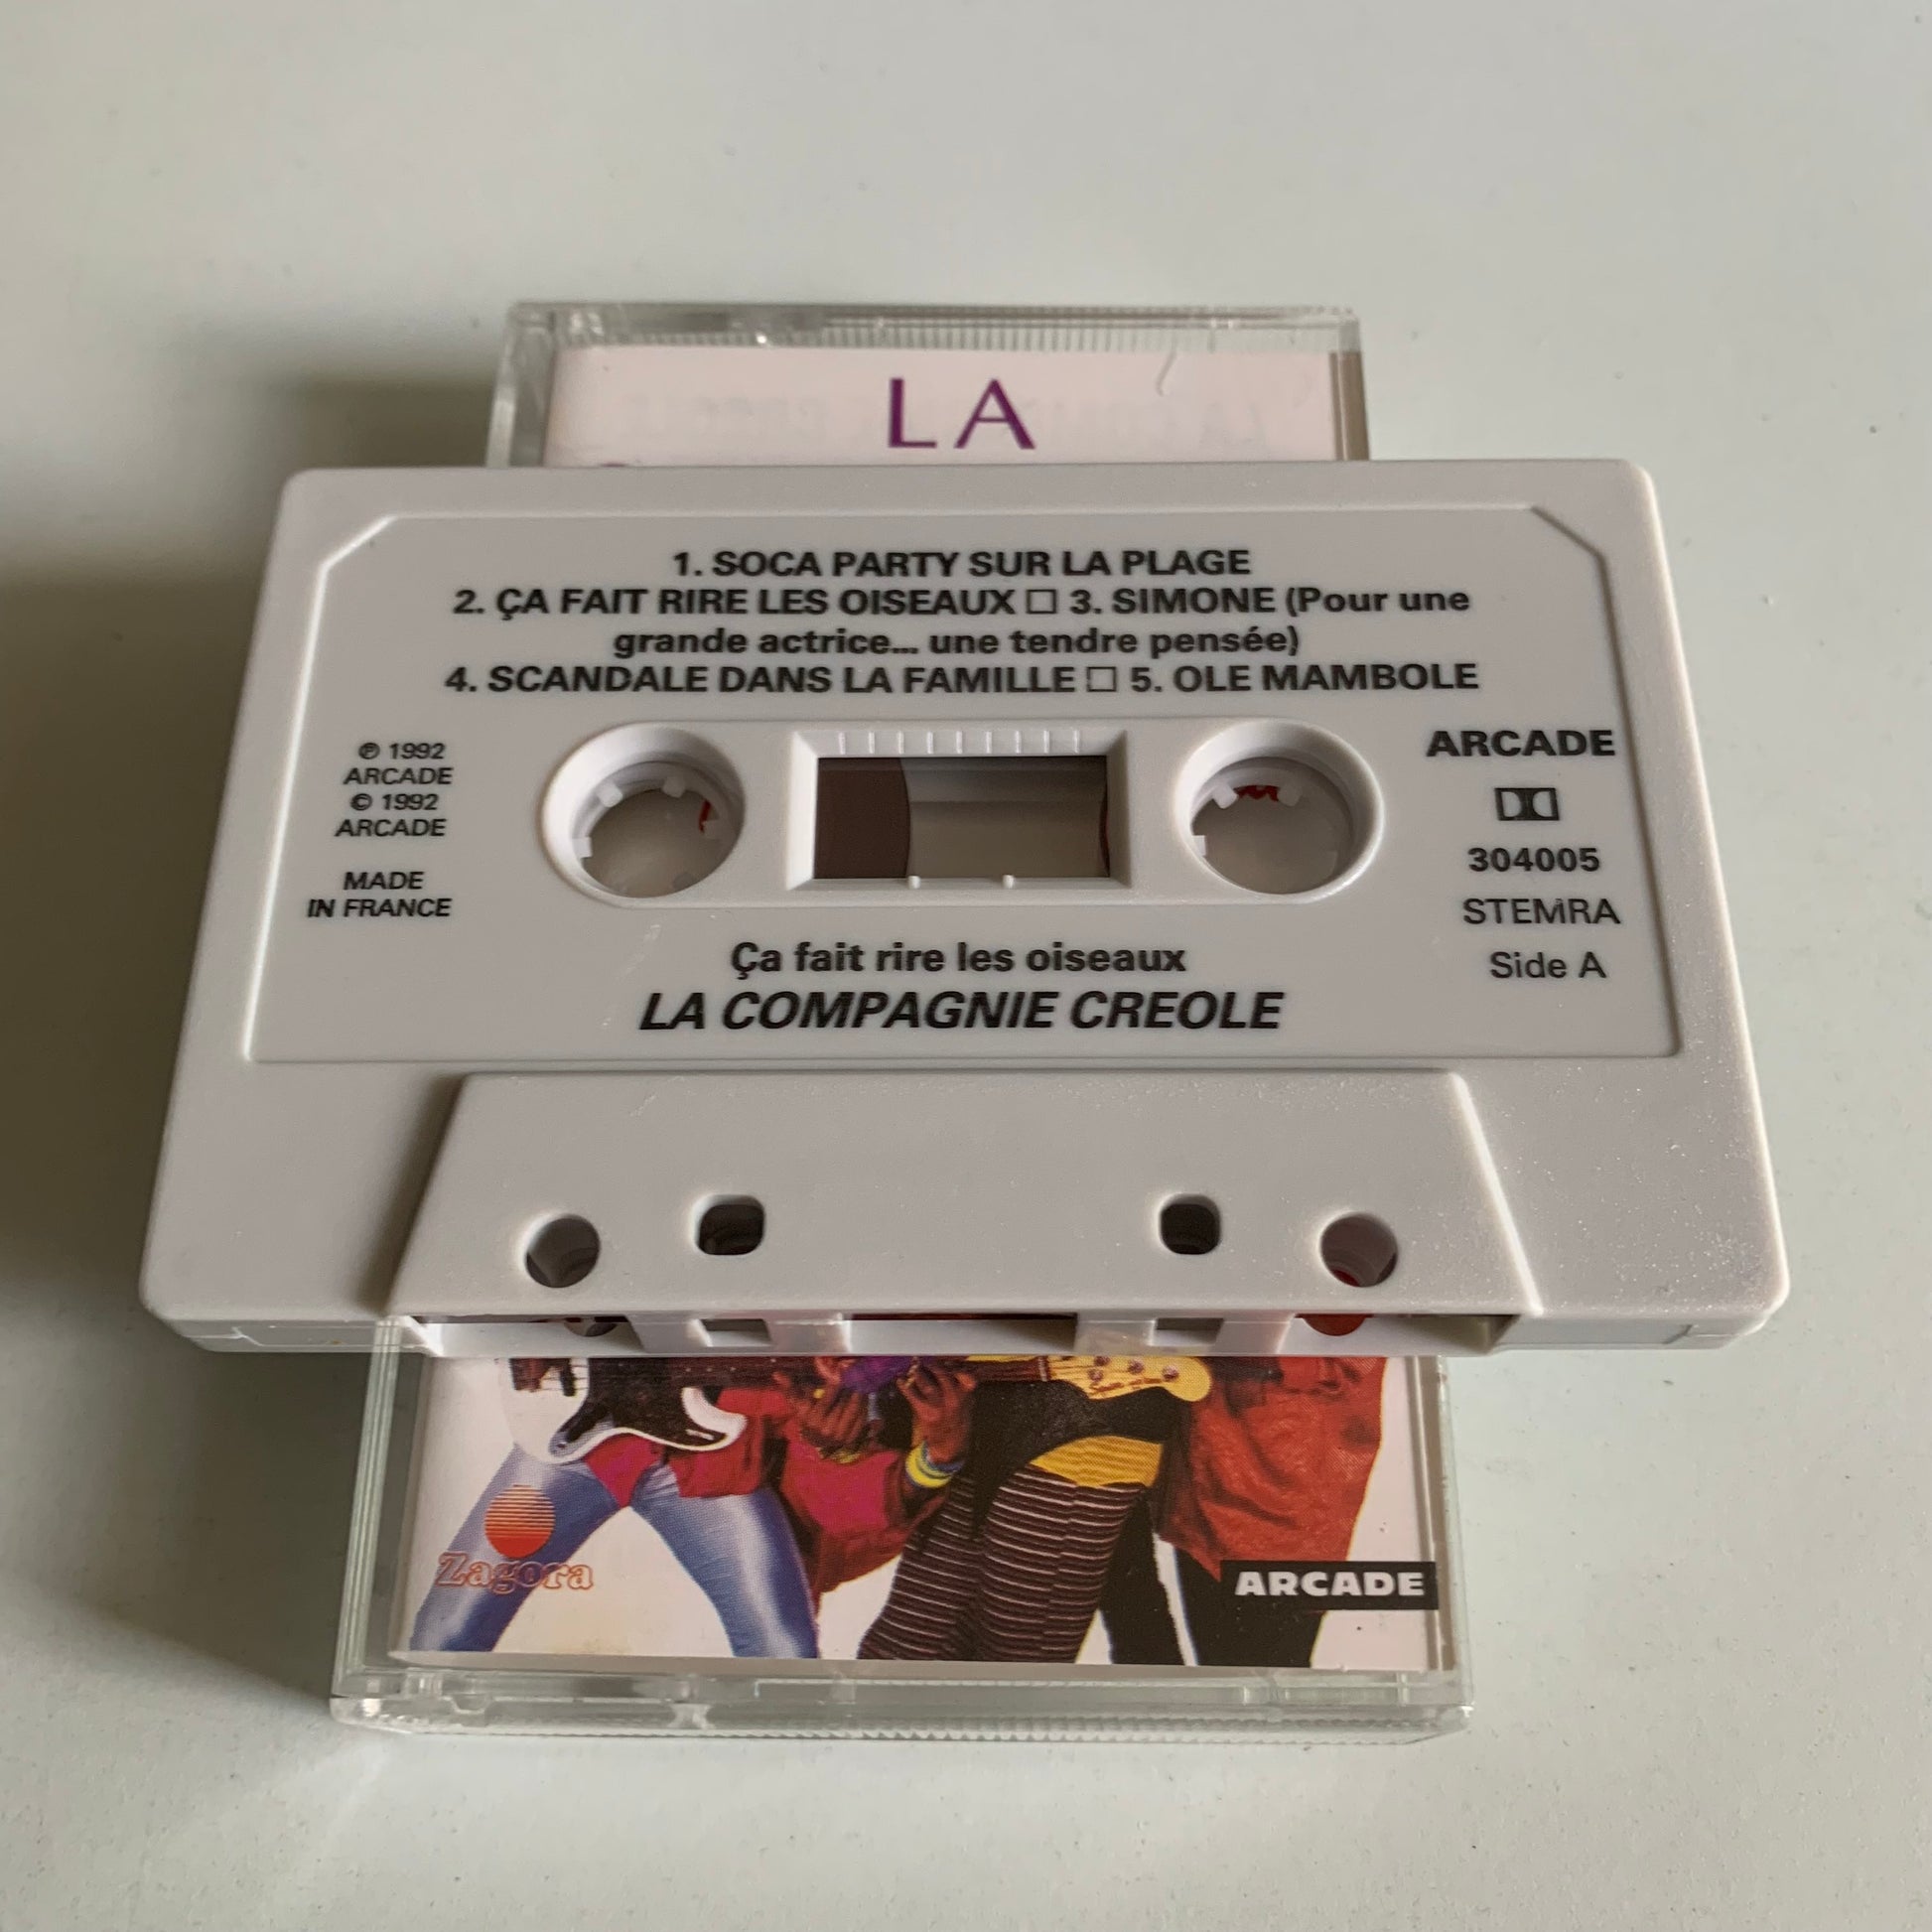 LA
1. SOCA PARTY SUR LA PLAGE
2. ÇA FAIT RIRE LES OISEAUX □ 3. SIMONE (Pour une
grande actrice... une tendre pensée)
4. SCANDALE DANS LA FAMILLE □ 5. OLE MAMBOLE
℗ 1992
ARCADE
© 1992
ARCADE
MADE
IN FRANCE
ARCADE
304005
STEMRA
Side A
Ça fait rire les oiseaux
LA COMPAGNIE CREOLE
Zagora
ARCADE